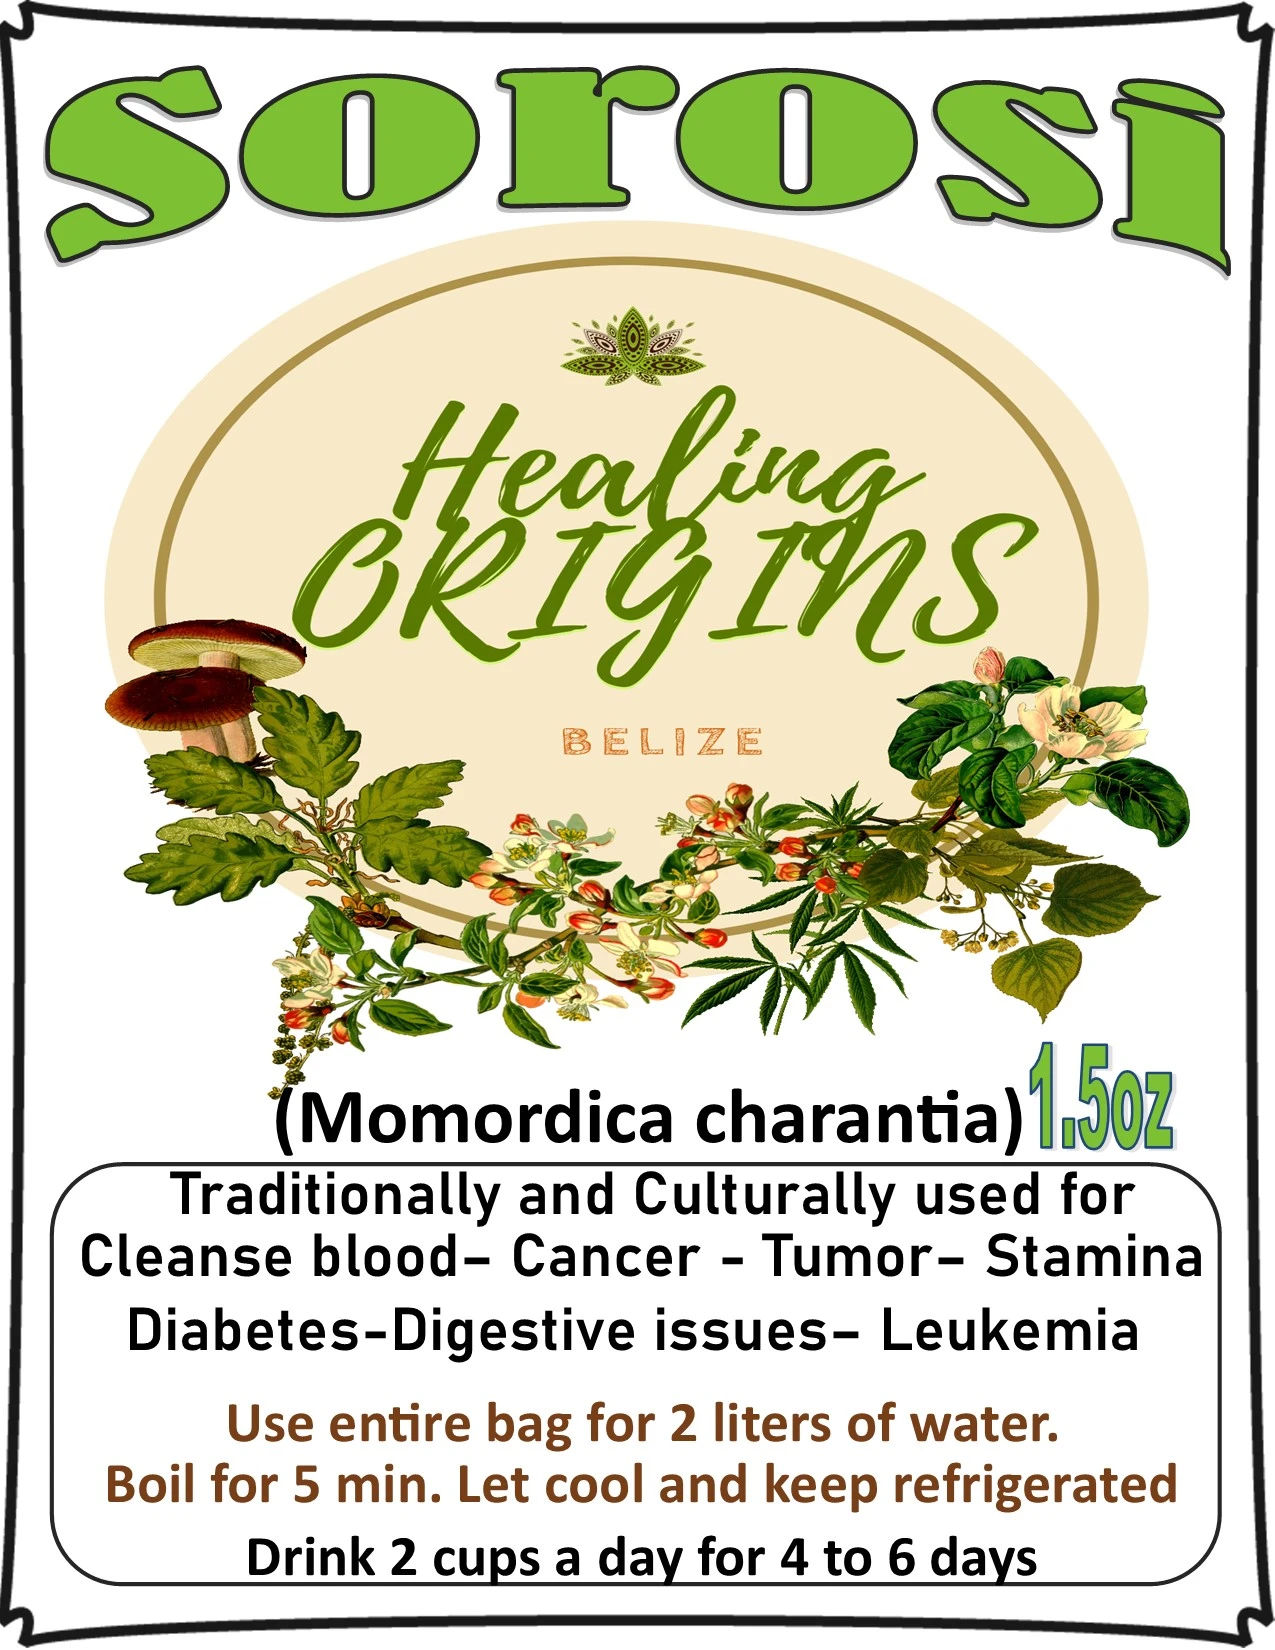 Sorosi
Healing
ORIGINS
BELIZE
(Momordica charantia) 1.5oz
Traditionally and Culturally used for
Cleanse blood– Cancer - Tumor– Stamina
Diabetes-Digestive issues– Leukemia
Use entire bag for 2 liters of water.
Boil for 5 min. Let cool and keep refrigerated
Drink 2 cups a day for 4 to 6 days